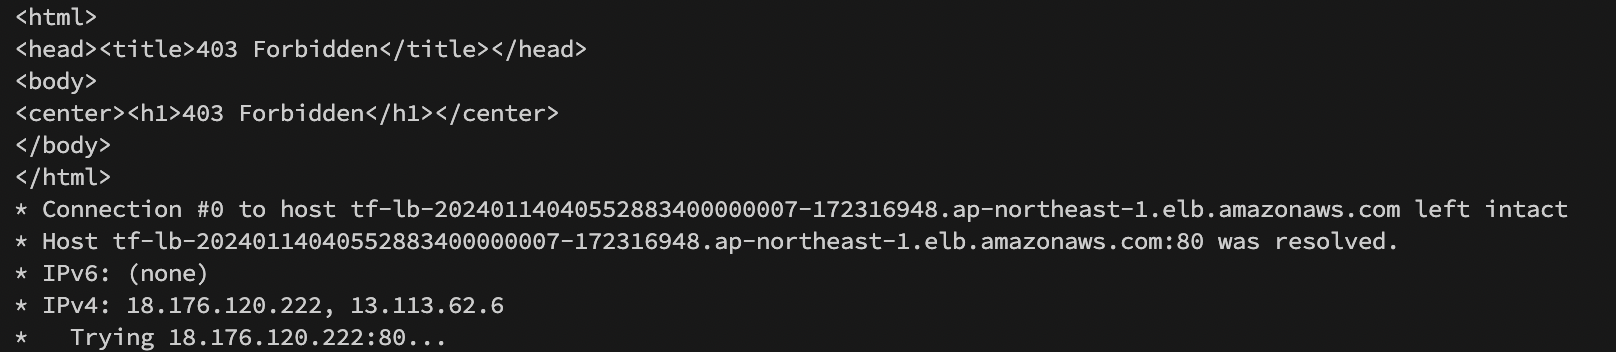 <html>
<head><title>403 Forbidden</title></head>
<body>
<center><h1>403 Forbidden</h1></center>
</body>
</html>
* Connection #0 to host tf-lb-20240114040552883400000007-172316948.ap-northeast-1.elb.amazonaws.com left intact
* Host tf-lb-20240114040552883400000007-172316948.ap-northeast-1.elb.amazonaws.com:80 was resolved.
* IPv6: (none)
* IPv4: 18.176.120.222, 13.113.62.6
*   Trying 18.176.120.222:80...